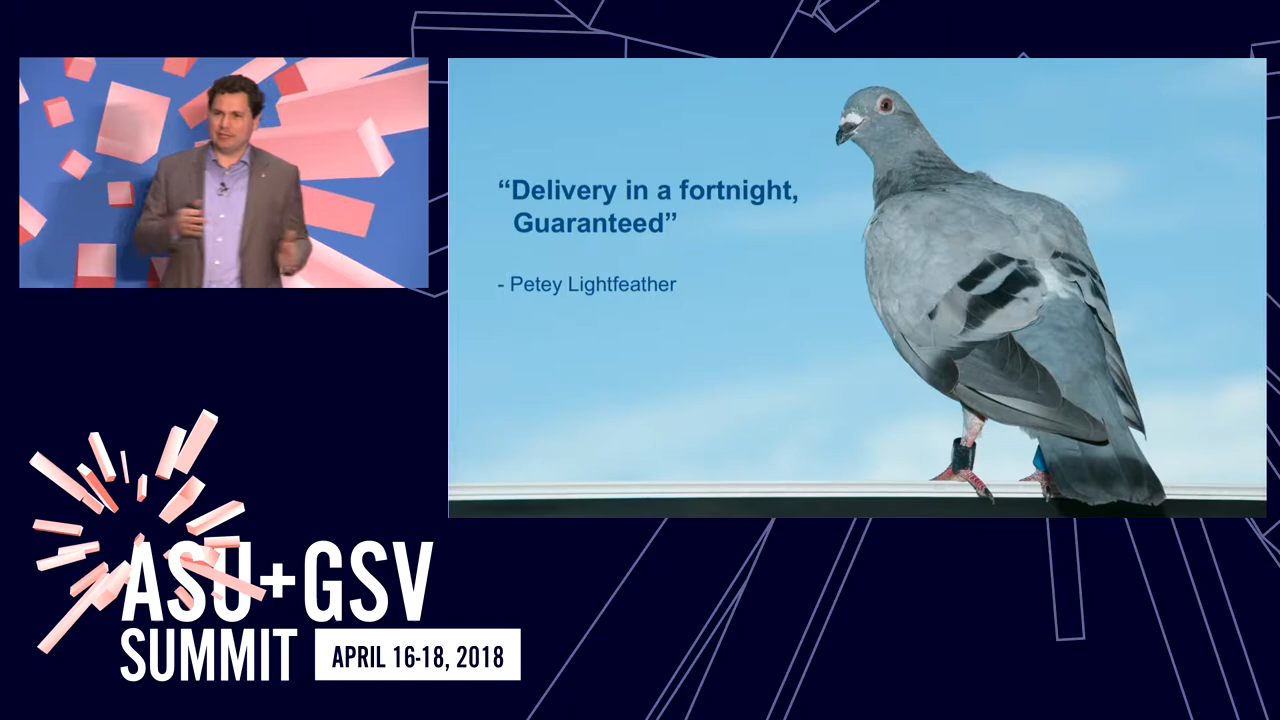 “Delivery in a fortnight,
Guaranteed”
- Petey Lightfeather
ASU+GSV
SUMMIT
APRIL 16-18, 2018